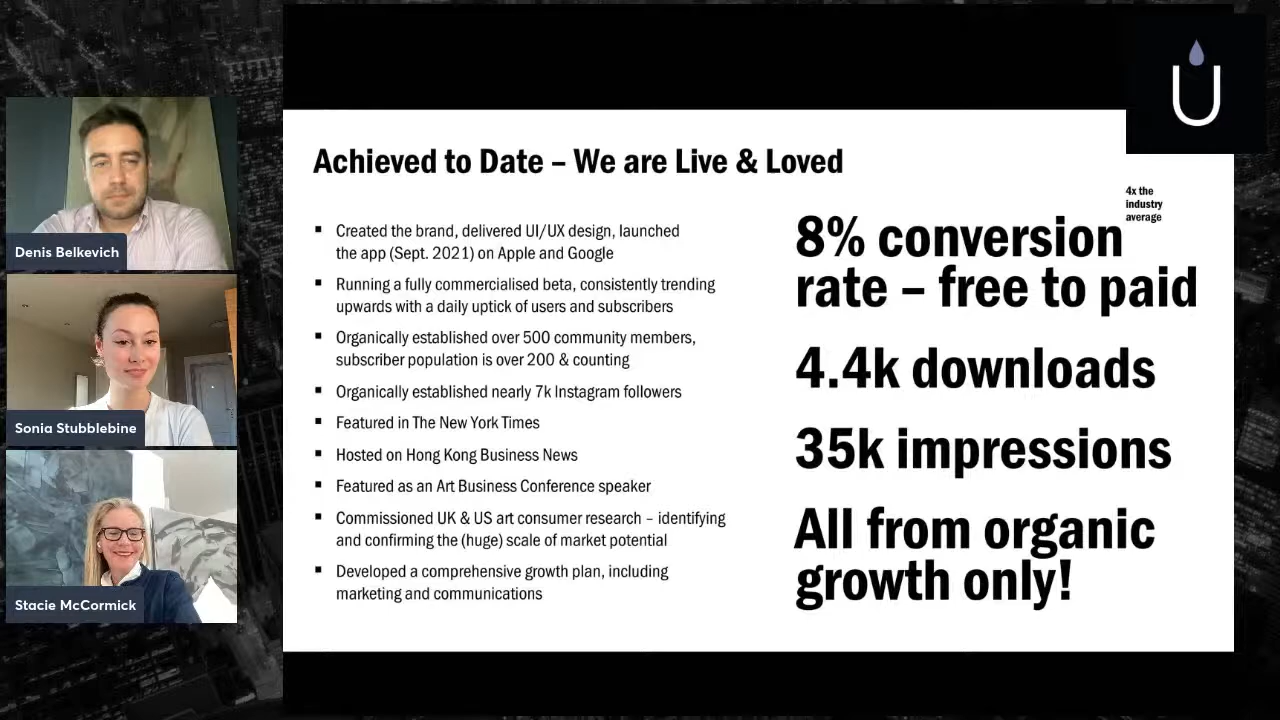 Achieved to Date – We are Live & Loved
▪ Created the brand, delivered UI/UX design, launched
the app (Sept. 2021) on Apple and Google
▪ Running a fully commercialised beta, consistently trending
upwards with a daily uptick of users and subscribers
▪ Organically established over 500 community members,
subscriber population is over 200 & counting
▪ Organically established nearly 7k Instagram followers
▪ Featured in The New York Times
▪ Hosted on Hong Kong Business News
▪ Featured as an Art Business Conference speaker
▪ Commissioned UK & US art consumer research – identifying
and confirming the (huge) scale of market potential
▪ Developed a comprehensive growth plan, including
marketing and communications
4x the
industry
average
8% conversion
rate – free to paid
4.4k downloads
35k impressions
All from organic
growth only!
U
Denis Belkevich
Sonia Stubblebine
Stacie McCormick